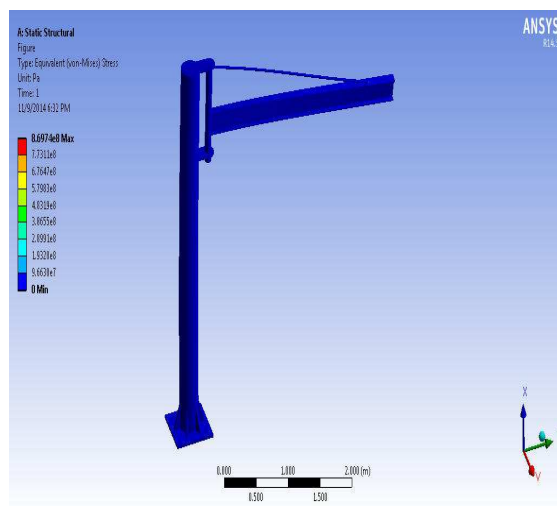 A: Static Structural
Figure
Type: Equivalent (von-Mises) Stress
Unit: Pa
Time: 1
11/9/2014 6:32 PM
8.6974e8 Max
7.7311e8
6.7647e8
5.7983e8
4.8319e8
3.8655e8
2.8991e8
1.9328e8
9.6638e7
0 Min
ANSYS
X
Y
0.000 1.000 2.000 (m)
0.500 1.500